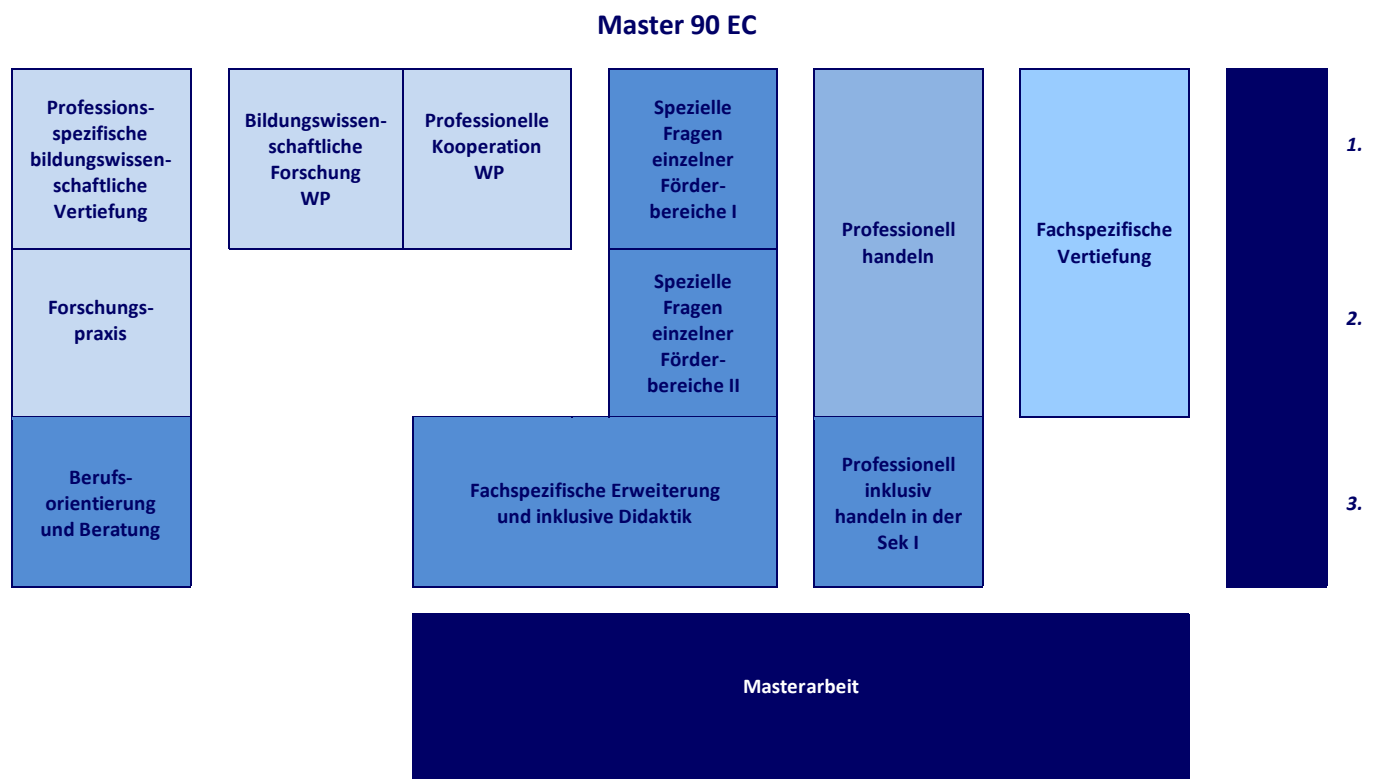 Master 90 EC
Professions-
spezifische
bildungswissen-
schaftliche
Vertiefung
Bildungswissen-
schaftliche
Forschung
WP
Professionelle
Kooperation
WP
Spezielle
Fragen
einzelner
Förder-
bereiche I
Professionell
handeln
Fachspezifische
Vertiefung
1.
Forschungs-
praxis
Spezielle
Fragen
einzelner
Förder-
bereiche II
2.
Berufs-
orientierung
und Beratung
Fachspezifische Erweiterung
und inklusive Didaktik
Professionell
inklusiv
handeln in der
Sek I
3.
Masterarbeit